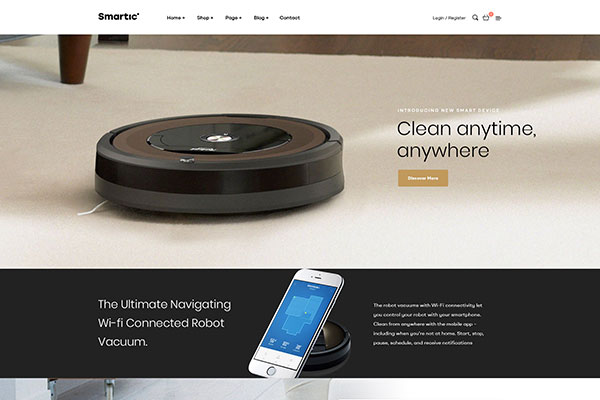 Smartic
Home Shop Page Blog Contact
Login / Register
INTRODUCING NEW SMART DEVICE
Clean anytime,
anywhere
Discover More
The Ultimate Navigating
Wi-fi Connected Robot
Vacuum.
The robot vacuums with Wi-Fi connectivity let
you control your robot with your smartphone.
Clean from anywhere with the mobile app -
including when you're not at home. Start, stop,
pause, schedule, and receive notifications